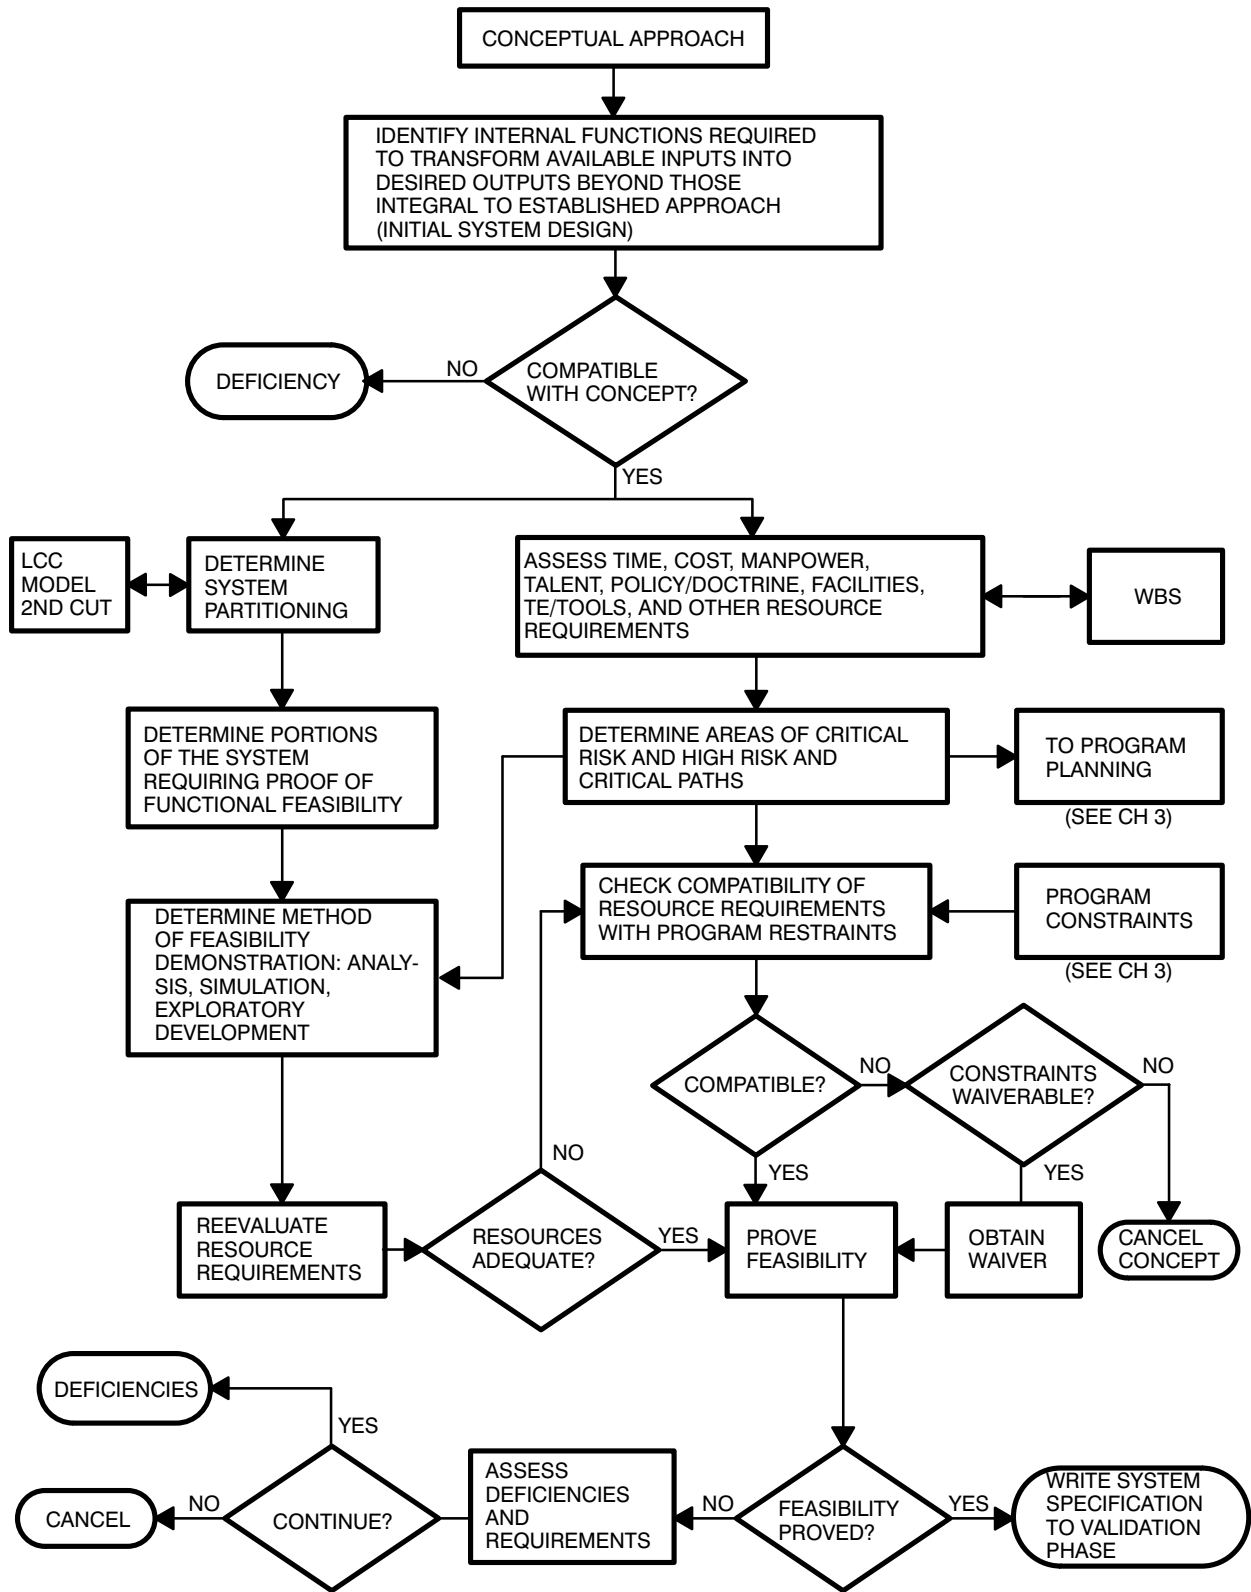 CONCEPTUAL APPROACH
IDENTIFY INTERNAL FUNCTIONS REQUIRED
TO TRANSFORM AVAILABLE INPUTS INTO
DESIRED OUTPUTS BEYOND THOSE
INTEGRAL TO ESTABLISHED APPROACH
(INITIAL SYSTEM DESIGN)
COMPATIBLE
WITH CONCEPT?
NO
DEFICIENCY
YES
LCC
MODEL
2ND CUT
DETERMINE
SYSTEM
PARTITIONING
ASSESS TIME, COST, MANPOWER,
TALENT, POLICY/DOCTRINE, FACILITIES,
TE/TOOLS, AND OTHER RESOURCE
REQUIREMENTS
WBS
DETERMINE PORTIONS
OF THE SYSTEM
REQUIRING PROOF OF
FUNCTIONAL FEASIBILITY
DETERMINE AREAS OF CRITICAL
RISK AND HIGH RISK AND
CRITICAL PATHS
TO PROGRAM
PLANNING
(SEE CH 3)
DETERMINE METHOD
OF FEASIBILITY
DEMONSTRATION: ANALY-
SIS, SIMULATION,
EXPLORATORY
DEVELOPMENT
CHECK COMPATIBILITY OF
RESOURCE REQUIREMENTS
WITH PROGRAM RESTRAINTS
PROGRAM
CONSTRAINTS
(SEE CH 3)
COMPATIBLE?
NO
CONSTRAINTS
WAIVERABLE?
NO
NO
YES
YES
REEVALUATE
RESOURCE
REQUIREMENTS
RESOURCES
ADEQUATE?
YES
PROVE
FEASIBILITY
OBTAIN
WAIVER
CANCEL
CONCEPT
DEFICIENCIES
YES
CANCEL
NO
CONTINUE?
ASSESS
DEFICIENCIES
AND
REQUIREMENTS
NO
FEASIBILITY
PROVED?
YES
WRITE SYSTEM
SPECIFICATION
TO VALIDATION
PHASE